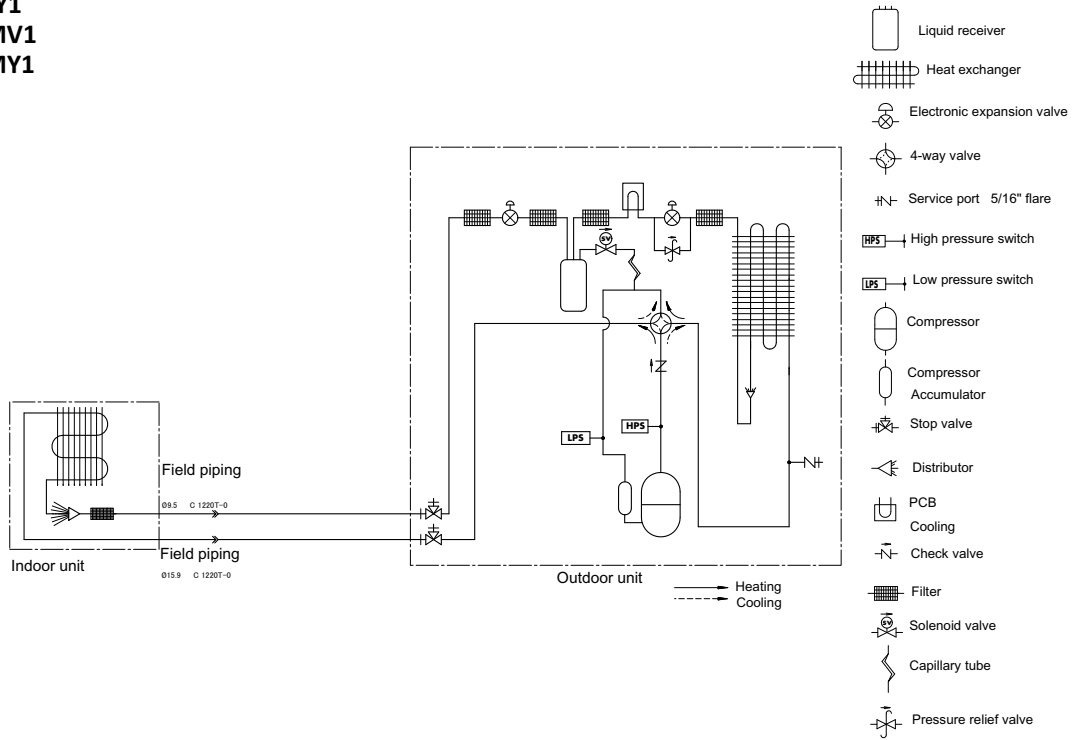 Y1
MV1
MY1
Liquid receiver
Heat exchanger
Electronic expansion valve
4-way valve
Service port 5/16" flare
HPS High pressure switch
LPS Low pressure switch
Compressor
Compressor
Accumulator
Stop valve
Distributor
PCB
Cooling
Check valve
Filter
SV Solenoid valve
Capillary tube
Pressure relief valve
SV
LPS
HPS
Field piping
Ø9.5 C 1220T-0
Field piping
Ø15.9 C 1220T-0
Indoor unit
Outdoor unit
Heating
Cooling